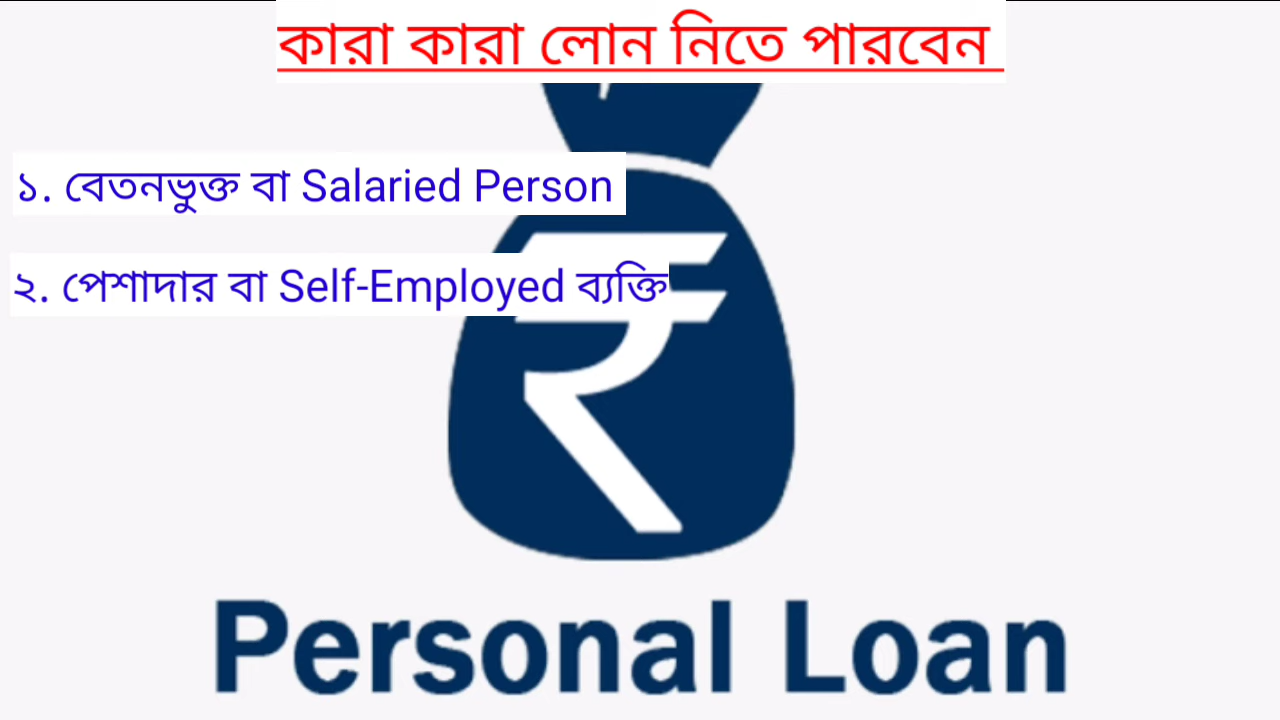 কারা কারা লোন নিতে পারবেন
১. বেতনভুক্ত বা Salaried Person
২. পেশাদার বা Self-Employed ব্যক্তি
₹
Personal Loan